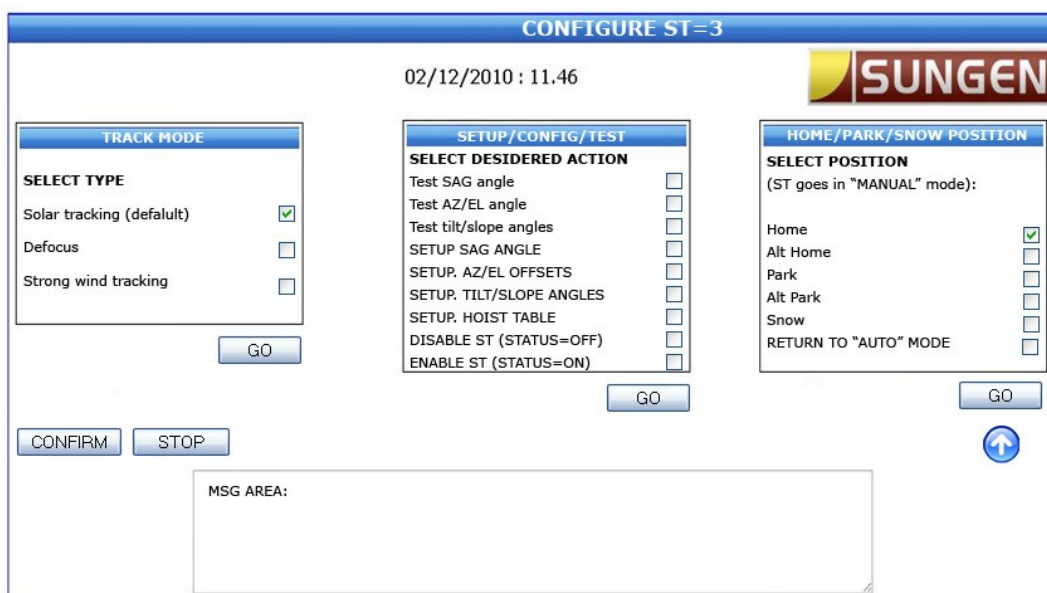 CONFIGURE ST=3
02/12/2010 : 11.46
SUNGEN
TRACK MODE
SELECT TYPE
Solar tracking (defalult)
Defocus
Strong wind tracking
GO
SETUP/CONFIG/TEST
SELECT DESIDERED ACTION
Test SAG angle
Test AZ/EL angle
Test tilt/slope angles
SETUP SAG ANGLE
SETUP. AZ/EL OFFSETS
SETUP. TILT/SLOPE ANGLES
SETUP. HOIST TABLE
DISABLE ST (STATUS=OFF)
ENABLE ST (STATUS=ON)
GO
HOME/PARK/SNOW POSITION
SELECT POSITION
(ST goes in "MANUAL" mode):
Home
Alt Home
Park
Alt Park
Snow
RETURN TO "AUTO" MODE
GO
CONFIRM
STOP
MSG AREA: